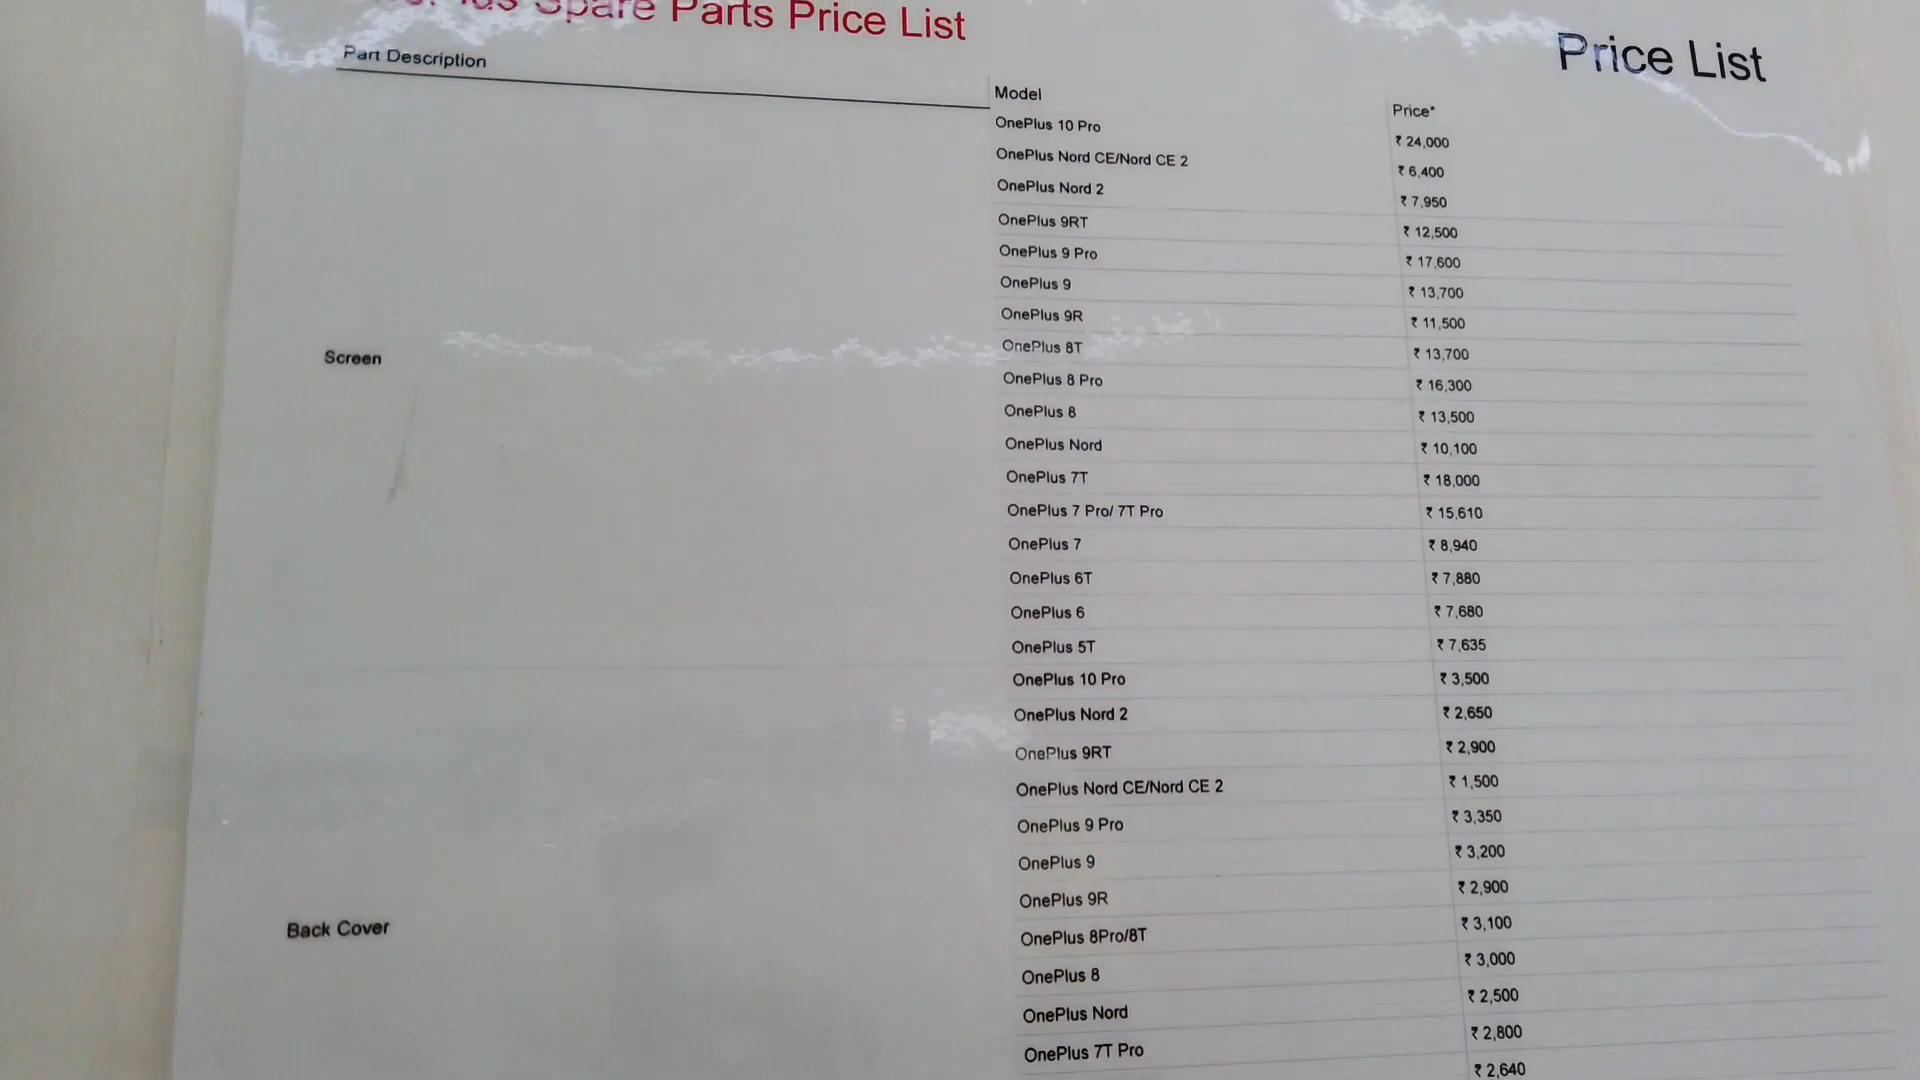 Spare Parts Price List
Price List
Part Description Model Price*
OnePlus 10 Pro ₹ 24,000
OnePlus Nord CE/Nord CE 2 ₹ 6,400
OnePlus Nord 2 ₹ 7,950
OnePlus 9RT ₹ 12,500
OnePlus 9 Pro ₹ 17,600
OnePlus 9 ₹ 13,700
OnePlus 9R ₹ 11,500
Screen OnePlus 8T ₹ 13,700
OnePlus 8 Pro ₹ 16,300
OnePlus 8 ₹ 13,500
OnePlus Nord ₹ 10,100
OnePlus 7T ₹ 18,000
OnePlus 7 Pro/ 7T Pro ₹ 15,610
OnePlus 7 ₹ 8,940
OnePlus 6T ₹ 7,880
OnePlus 6 ₹ 7,680
OnePlus 5T ₹ 7,635
OnePlus 10 Pro ₹ 3,500
OnePlus Nord 2 ₹ 2,650
OnePlus 9RT ₹ 2,900
OnePlus Nord CE/Nord CE 2 ₹ 1,500
OnePlus 9 Pro ₹ 3,350
OnePlus 9 ₹ 3,200
OnePlus 9R ₹ 2,900
Back Cover OnePlus 8Pro/8T ₹ 3,100
OnePlus 8 ₹ 3,000
OnePlus Nord ₹ 2,500
OnePlus 7T Pro ₹ 2,800
₹ 2,640